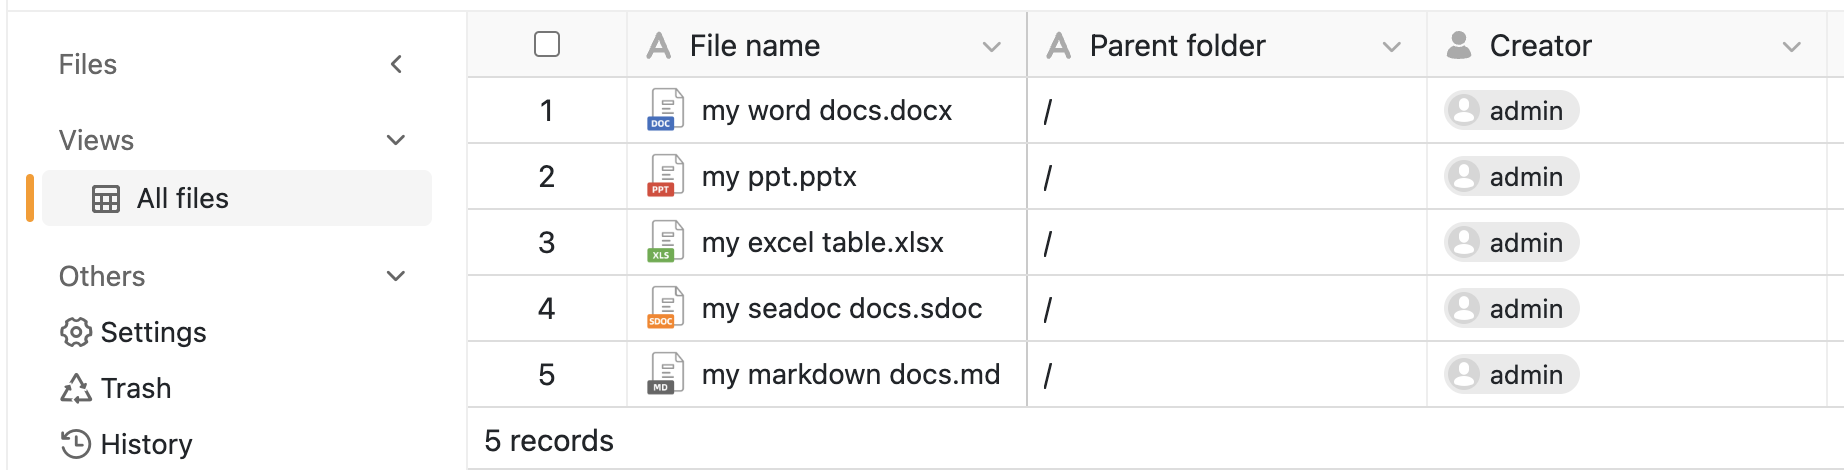 Files
Views
All files
Others
Settings
Trash
History
File name Parent folder Creator
1 DOC my word docs.docx / admin
2 PPT my ppt.pptx / admin
3 XLS my excel table.xlsx / admin
4 SDOC my seadoc docs.sdoc / admin
5 MD my markdown docs.md / admin
5 records